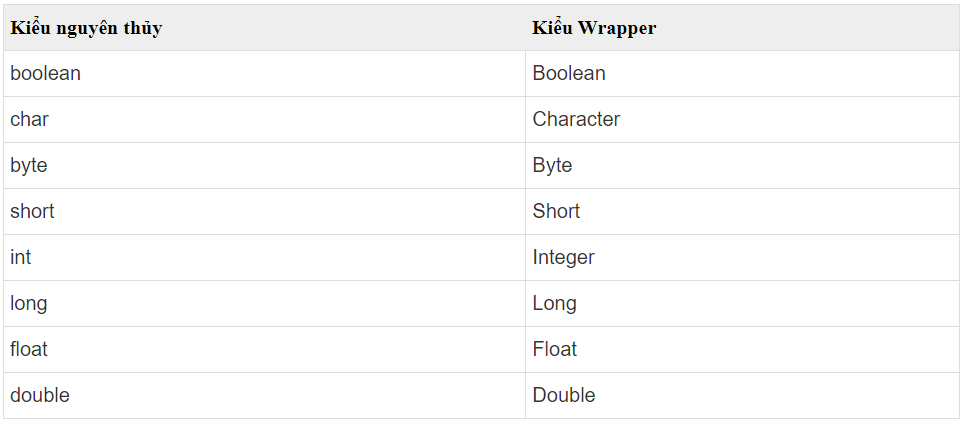 Kiểu nguyên thủy Kiểu Wrapper
boolean Boolean
char Character
byte Byte
short Short
int Integer
long Long
float Float
double Double